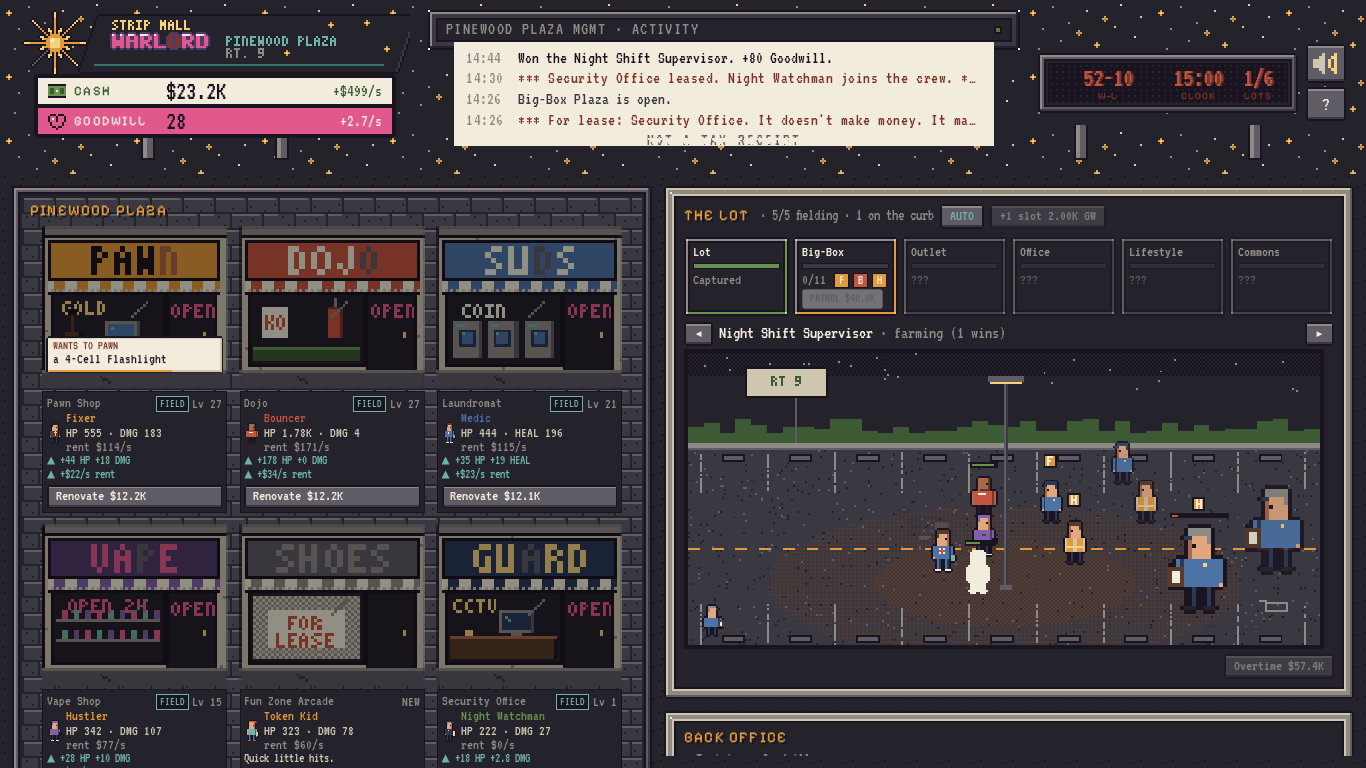 STRIP MALL
WARLORD
PINEWOOD PLAZA
RT. 9
CASH $23.2K +$499/s
GOODWILL 28 +2.7/s
PINEWOOD PLAZA MGMT · ACTIVITY
14:44 Won the Night Shift Supervisor. +80 Goodwill.
14:30 *** Security Office leased. Night Watchman joins the crew. *…
14:26 Big-Box Plaza is open.
14:26 *** For lease: Security Office. It doesn't make money. It ma…
NOT A TAX RECEIPT
52-10 15:00 1/6
W-L CLOCK LOTS
?
PINEWOOD PLAZA
PAWN
DOJO
SUDS
GOLD
OPEN
KO
OPEN
COIN
OPEN
WANTS TO PAWN
a 4-Cell Flashlight
Pawn Shop FIELD Lv 27
Fixer
HP 555 · DMG 183
rent $114/s
▲ +44 HP +18 DMG
▲ +$22/s rent
Renovate $12.2K
Dojo FIELD Lv 27
Bouncer
HP 1.78K · DMG 4
rent $171/s
▲ +178 HP +0 DMG
▲ +$34/s rent
Renovate $12.2K
Laundromat FIELD Lv 21
Medic
HP 444 · HEAL 196
rent $115/s
▲ +35 HP +19 HEAL
▲ +$23/s rent
Renovate $12.1K
VAPE
SHOES
GUARD
OPEN 24
OPEN
FOR
LEASE
CCTV
OPEN
Vape Shop FIELD Lv 15
Hustler
HP 342 · DMG 107
rent $77/s
▲ +28 HP +10 DMG
Fun Zone Arcade NEW
Token Kid
HP 323 · DMG 78
rent $60/s
Quick little hits.
Security Office FIELD Lv 1
Night Watchman
HP 222 · DMG 27
rent $0/s
▲ +18 HP +2.8 DMG
THE LOT · 5/5 fielding · 1 on the curb AUTO +1 slot 2.00K GW
Lot
Captured
Big-Box
0/11 F B H
PATROL $40.0K
Outlet
???
Office
???
Lifestyle
???
Commons
???
◄ Night Shift Supervisor · farming (1 wins) ►
RT 9
F
H
H
Overtime $57.4K
BACK OFFICE